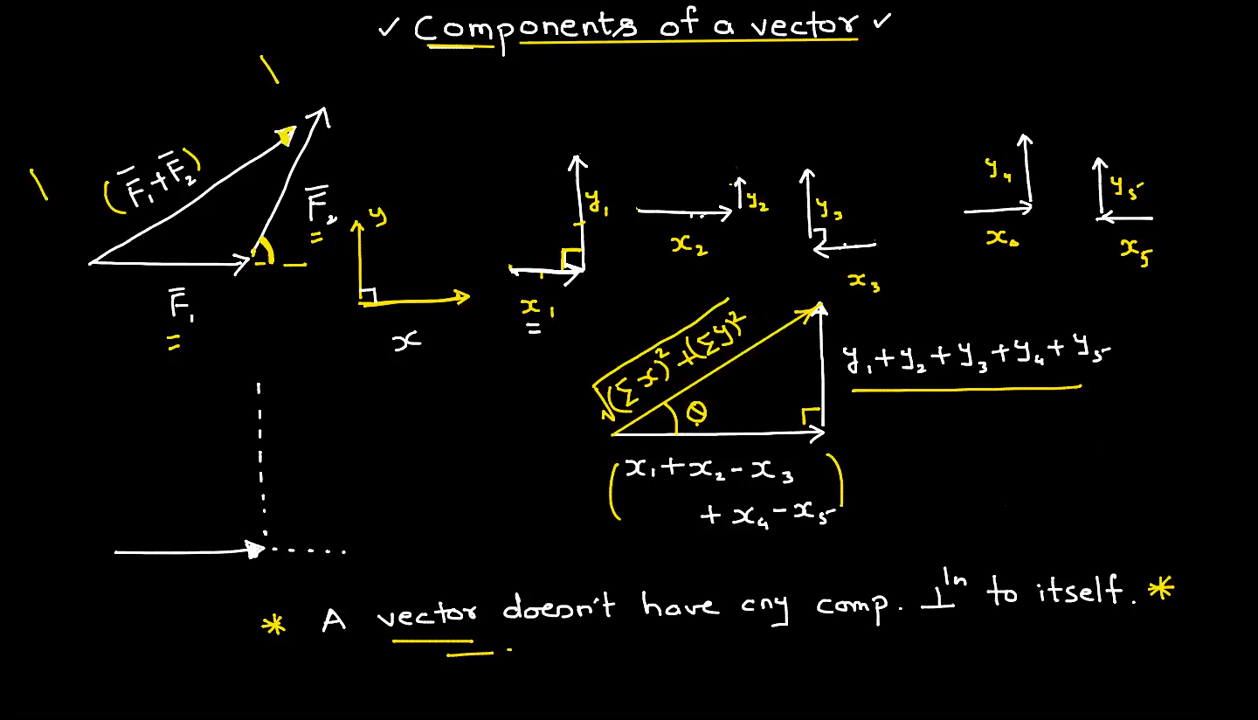 ✓ Components of a vector ✓
(F̅₁+F̅₂)
F̅₂
F̅₁
y
x
y₁
x₁
y₂
x₂
y₃
x₃
y₄
x₄
y₅
x₅
√(Σx)²+(Σy)²
θ
y₁+y₂+y₃+y₄+y₅
(x₁+x₂-x₃
+x₄-x₅)
* A vector doesn't have any comp. ⊥ˡⁿ to itself. *